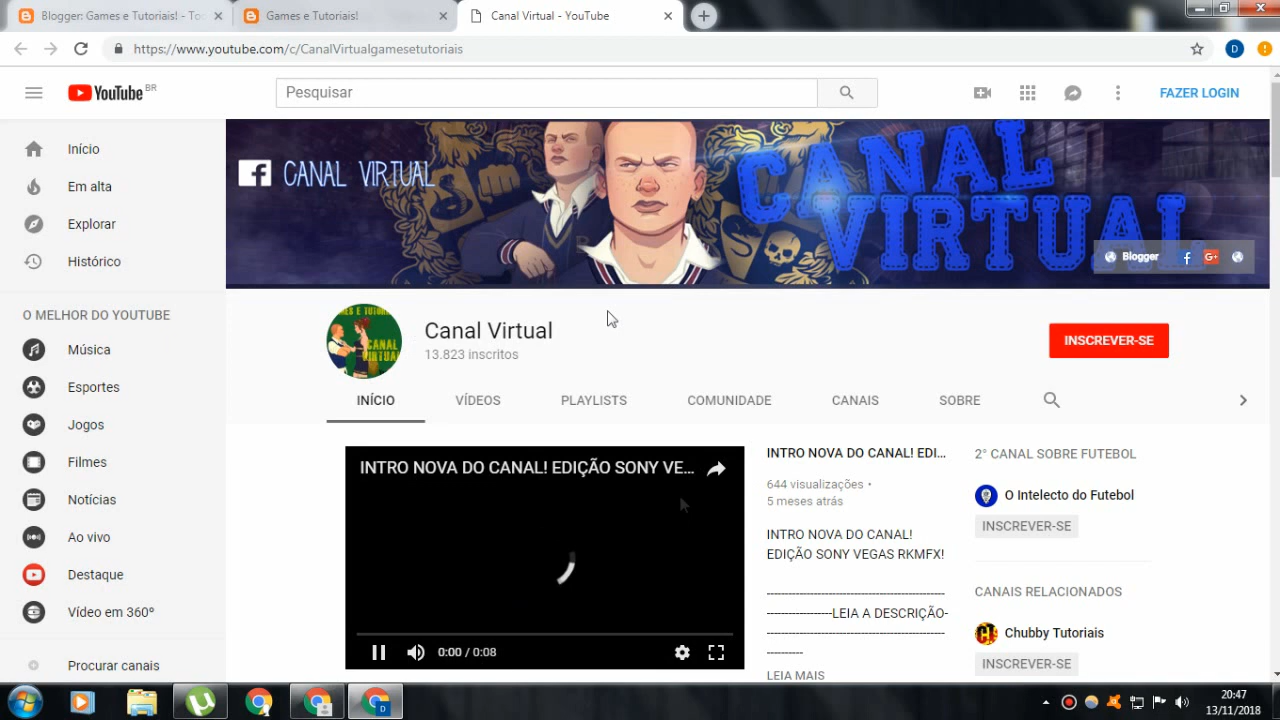 Blogger: Games e Tutoriais! - To
Games e Tutoriais!
Canal Virtual - YouTube
https://www.youtube.com/c/CanalVirtualgamesetutoriais
D
YouTube BR
Pesquisar
FAZER LOGIN
Início
Em alta
Explorar
Histórico
O MELHOR DO YOUTUBE
Música
Esportes
Jogos
Filmes
Notícias
Ao vivo
Destaque
Vídeo em 360º
Procurar canais
CANAL VIRTUAL
CANAL
VIRTUAL
Blogger
G+
CANAL
VIRTUAL
Canal Virtual
13.823 inscritos
INSCREVER-SE
INÍCIO
VÍDEOS
PLAYLISTS
COMUNIDADE
CANAIS
SOBRE
INTRO NOVA DO CANAL! EDIÇÃO SONY VE...
0:00 / 0:08
INTRO NOVA DO CANAL! EDI...
644 visualizações •
5 meses atrás
INTRO NOVA DO CANAL!
EDIÇÃO SONY VEGAS RKMFX!
-------------------------------------------------
-----------------LEIA A DESCRIÇÃO-
-------------------------------------------------
----------
LEIA MAIS
2° CANAL SOBRE FUTEBOL
O Intelecto do Futebol
INSCREVER-SE
CANAIS RELACIONADOS
Chubby Tutoriais
INSCREVER-SE
D
20:47
13/11/2018